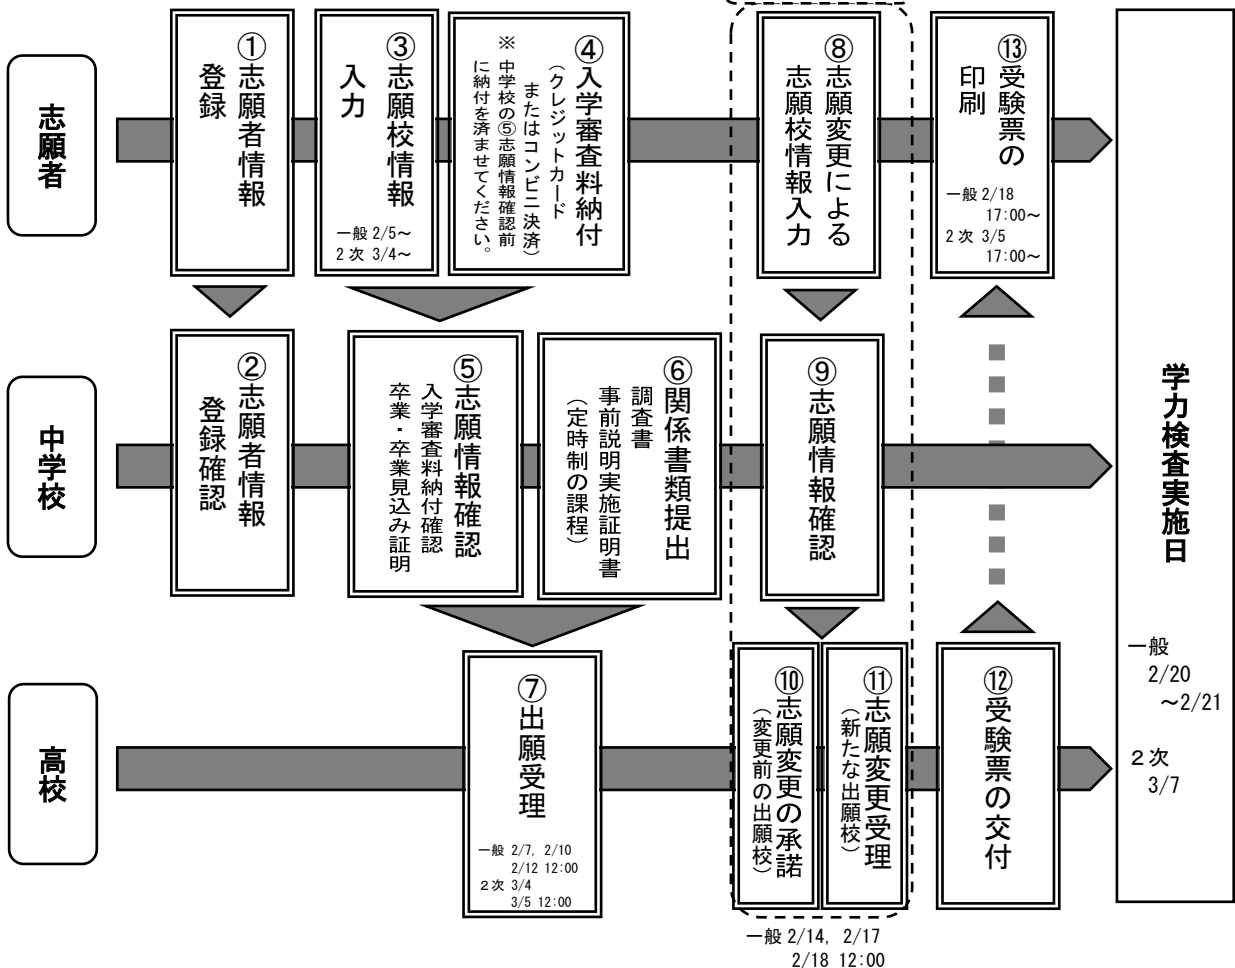 志願者
①志願者情報
登録
③志願校情報
入力
一般 2/5～
2次 3/4～
④入学審査料納付
（クレジットカード
またはコンビニ決済）
※ 中学校の⑤志願情報確認前
に納付を済ませてください。
⑧志願変更による
志願校情報入力
⑬受験票の
印刷
一般 2/18
17:00～
2次 3/5
17:00～
中学校
②志願者情報
登録確認
⑤志願情報確認
入学審査料納付確認
卒業・卒業見込み証明
⑥関係書類提出
調査書
事前説明実施証明書
（定時制の課程）
⑨志願情報確認
高校
⑦出願受理
一般 2/7, 2/10
2/12 12:00
2次 3/4
3/5 12:00
⑩志願変更の承諾
（変更前の出願校）
⑪志願変更受理
（新たな出願校）
一般 2/14, 2/17
2/18 12:00
⑫受験票の交付
学力検査実施日
一般
2/20
～2/21
2次
3/7